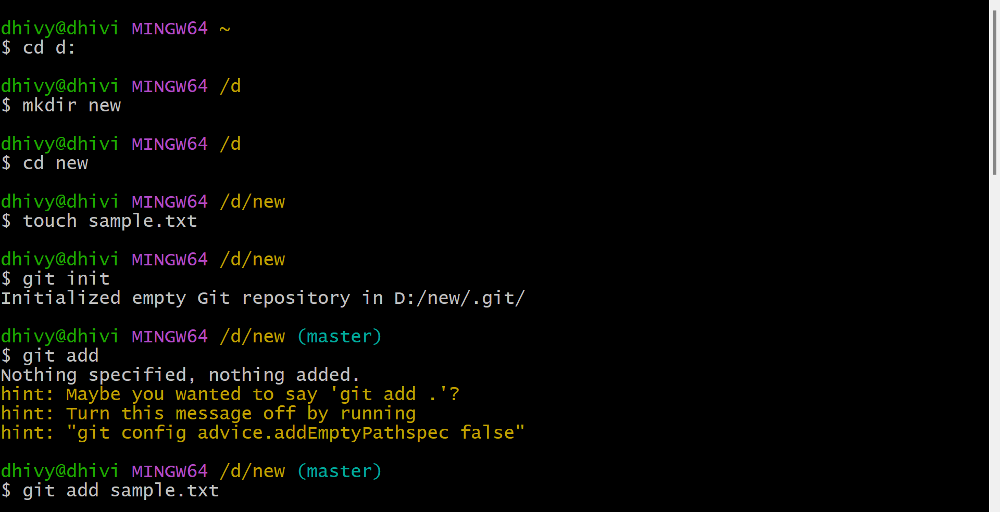 dhivy@dhivi MINGW64 ~
$ cd d:
dhivy@dhivi MINGW64 /d
$ mkdir new
dhivy@dhivi MINGW64 /d
$ cd new
dhivy@dhivi MINGW64 /d/new
$ touch sample.txt
dhivy@dhivi MINGW64 /d/new
$ git init
Initialized empty Git repository in D:/new/.git/
dhivy@dhivi MINGW64 /d/new (master)
$ git add
Nothing specified, nothing added.
hint: Maybe you wanted to say 'git add .'?
hint: Turn this message off by running
hint: "git config advice.addEmptyPathspec false"
dhivy@dhivi MINGW64 /d/new (master)
$ git add sample.txt